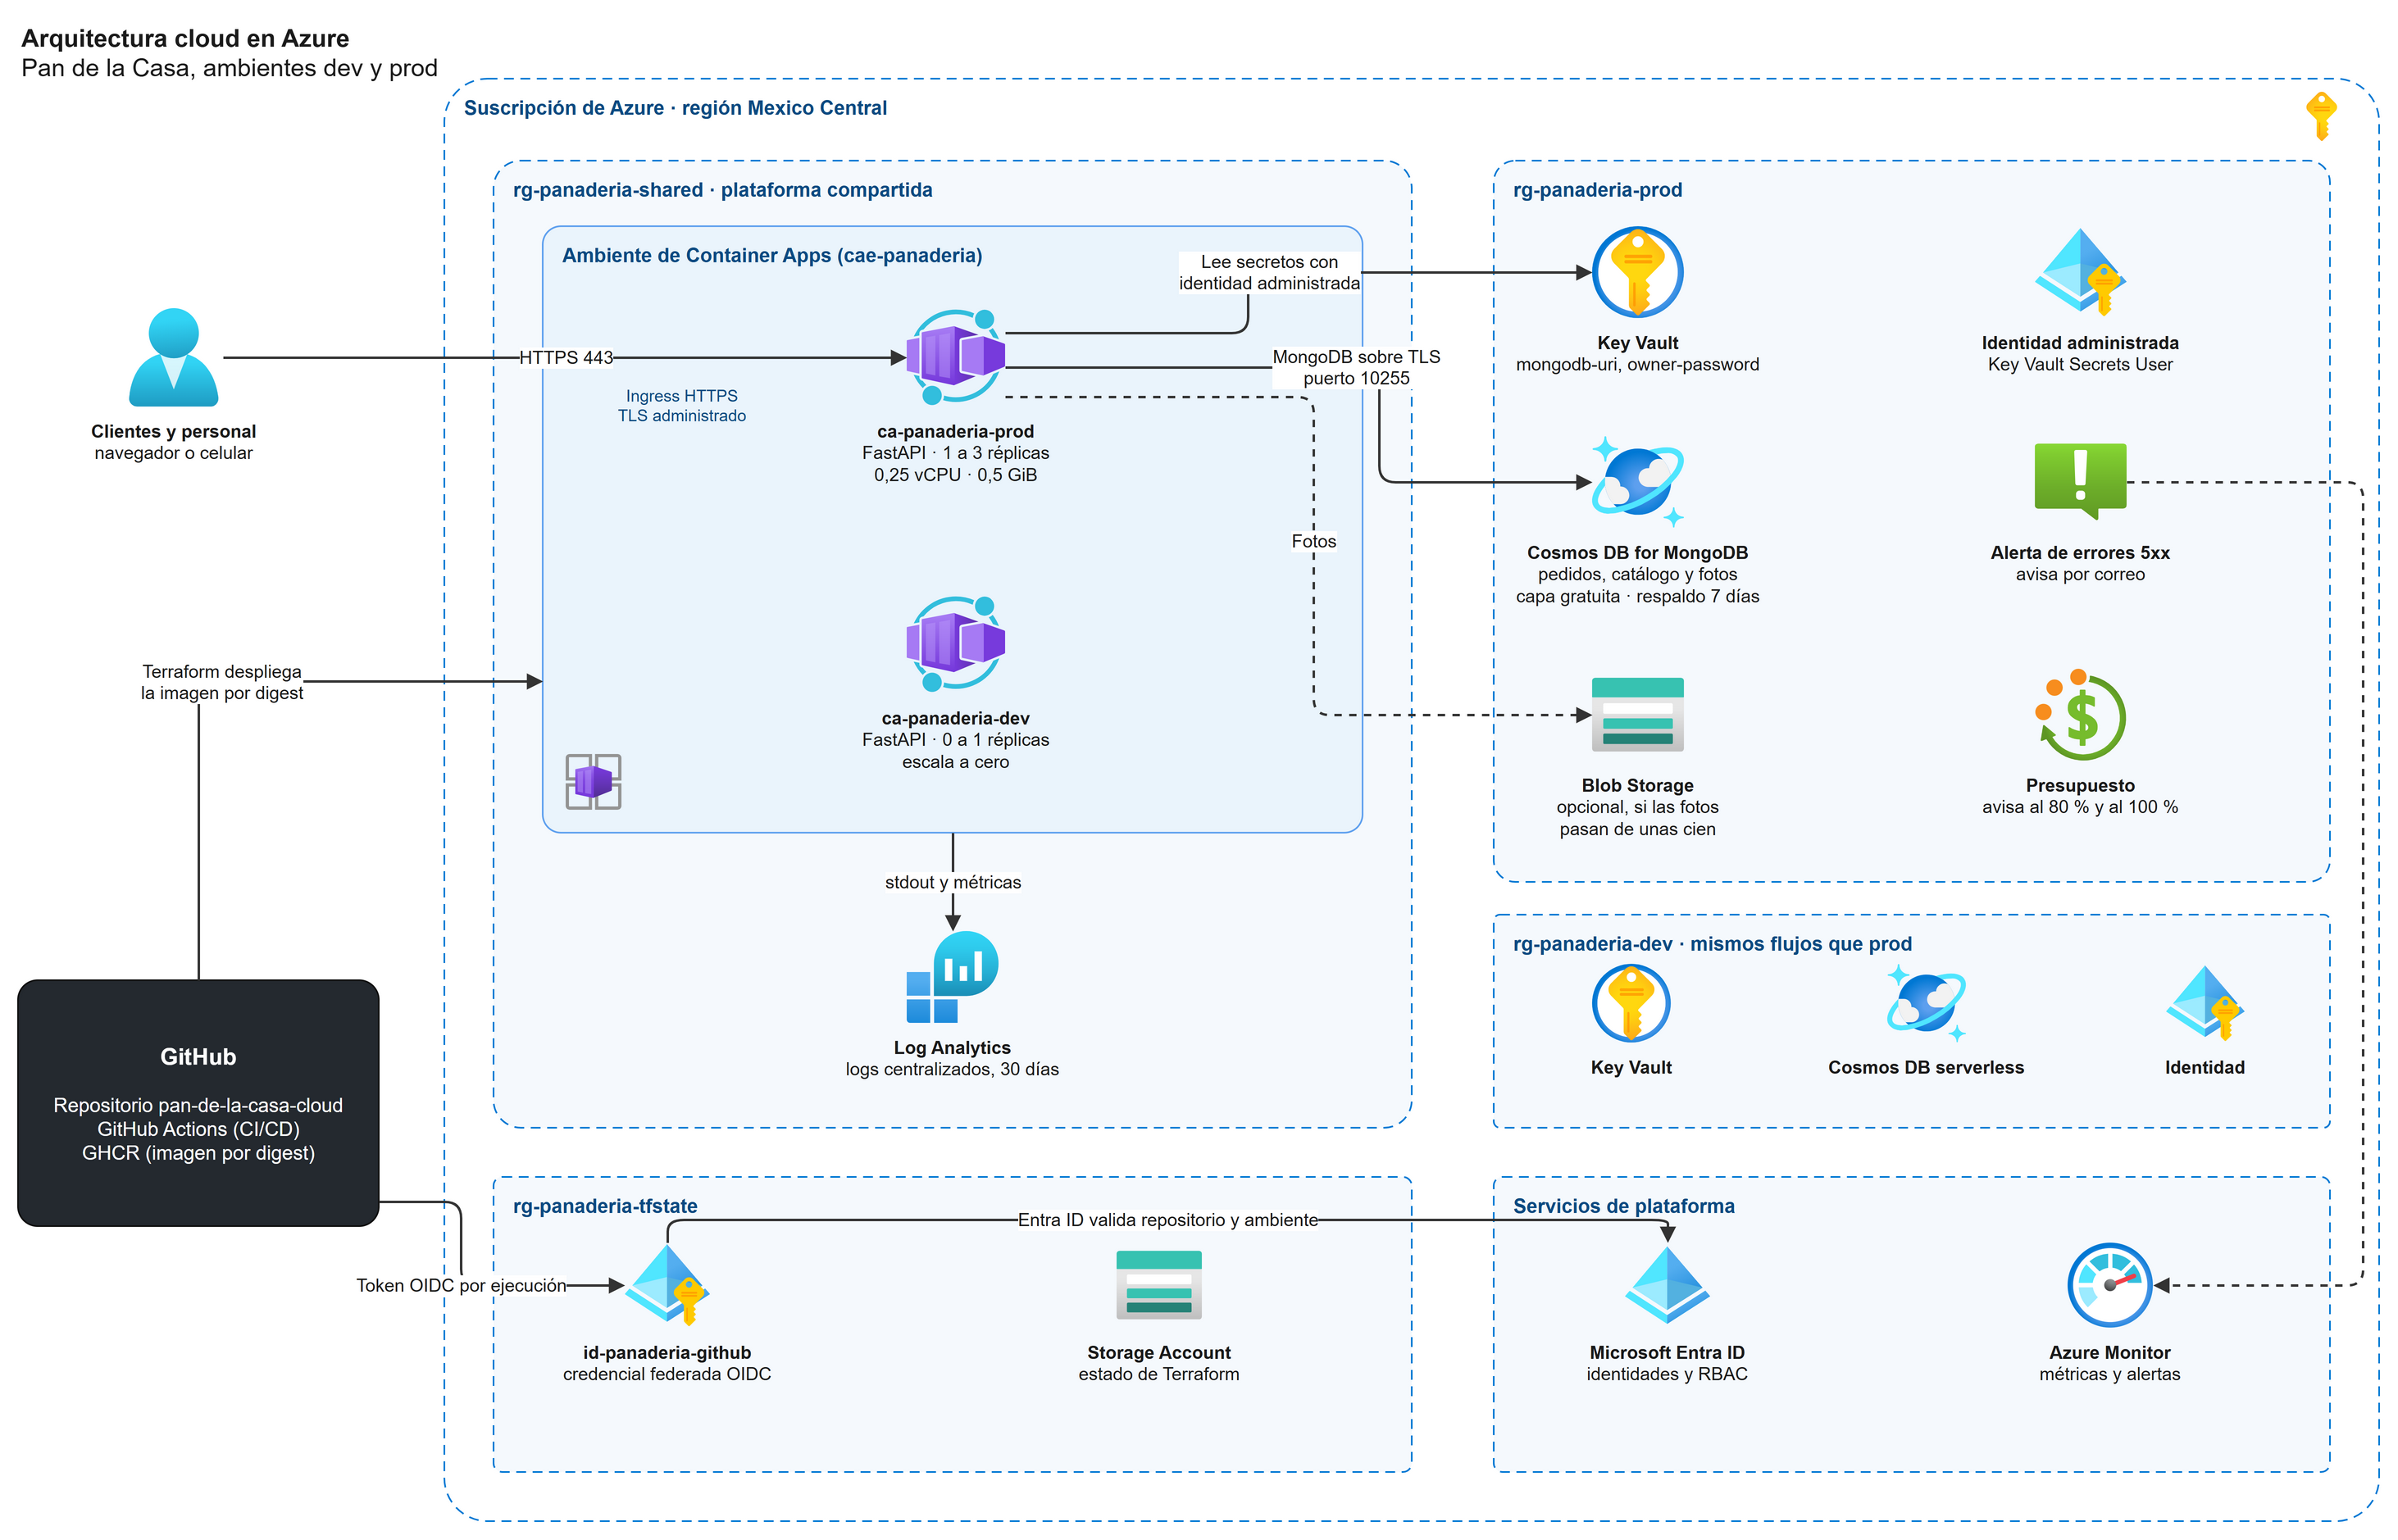 Arquitectura cloud en Azure
Pan de la Casa, ambientes dev y prod
Suscripción de Azure · región Mexico Central
rg-panaderia-shared · plataforma compartida
Ambiente de Container Apps (cae-panaderia)
Lee secretos con
identidad administrada
HTTPS 443
Ingress HTTPS
TLS administrado
MongoDB sobre TLS
puerto 10255
Clientes y personal
navegador o celular
ca-panaderia-prod
FastAPI · 1 a 3 réplicas
0,25 vCPU · 0,5 GiB
Fotos
Terraform despliega
la imagen por digest
ca-panaderia-dev
FastAPI · 0 a 1 réplicas
escala a cero
stdout y métricas
Log Analytics
logs centralizados, 30 días
rg-panaderia-prod
Key Vault
mongodb-uri, owner-password
Identidad administrada
Key Vault Secrets User
Cosmos DB for MongoDB
pedidos, catálogo y fotos
capa gratuita · respaldo 7 días
Alerta de errores 5xx
avisa por correo
Blob Storage
opcional, si las fotos
pasan de unas cien
Presupuesto
avisa al 80 % y al 100 %
rg-panaderia-dev · mismos flujos que prod
Key Vault
Cosmos DB serverless
Identidad
GitHub
Repositorio pan-de-la-casa-cloud
GitHub Actions (CI/CD)
GHCR (imagen por digest)
rg-panaderia-tfstate
Entra ID valida repositorio y ambiente
Token OIDC por ejecución
id-panaderia-github
credencial federada OIDC
Storage Account
estado de Terraform
Servicios de plataforma
Microsoft Entra ID
identidades y RBAC
Azure Monitor
métricas y alertas